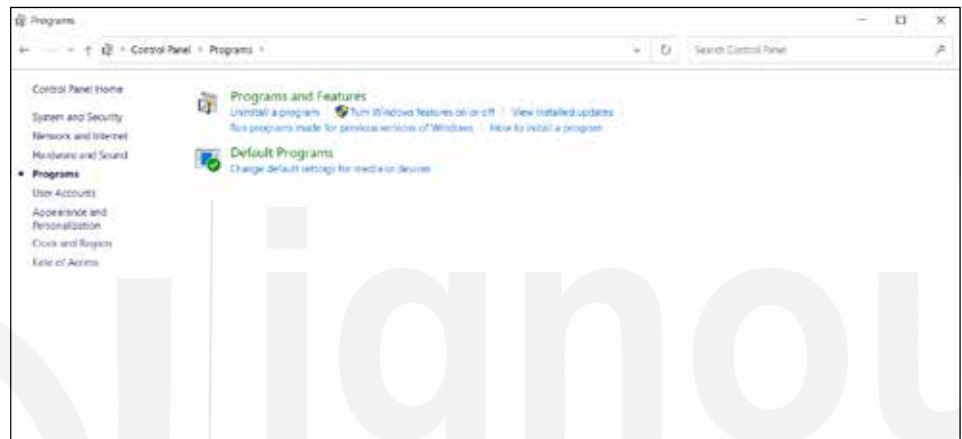 Programs
Control Panel Programs
Search Control Panel
Control Panel Home
System and Security
Network and Internet
Hardware and Sound
Programs
User Accounts
Appearance and
Personalization
Clock and Region
Ease of Access
Programs and Features
Uninstall a program Turn Windows features on or off View installed updates
Run programs made for previous versions of Windows How to install a program
Default Programs
Change default settings for media or devices
ignou